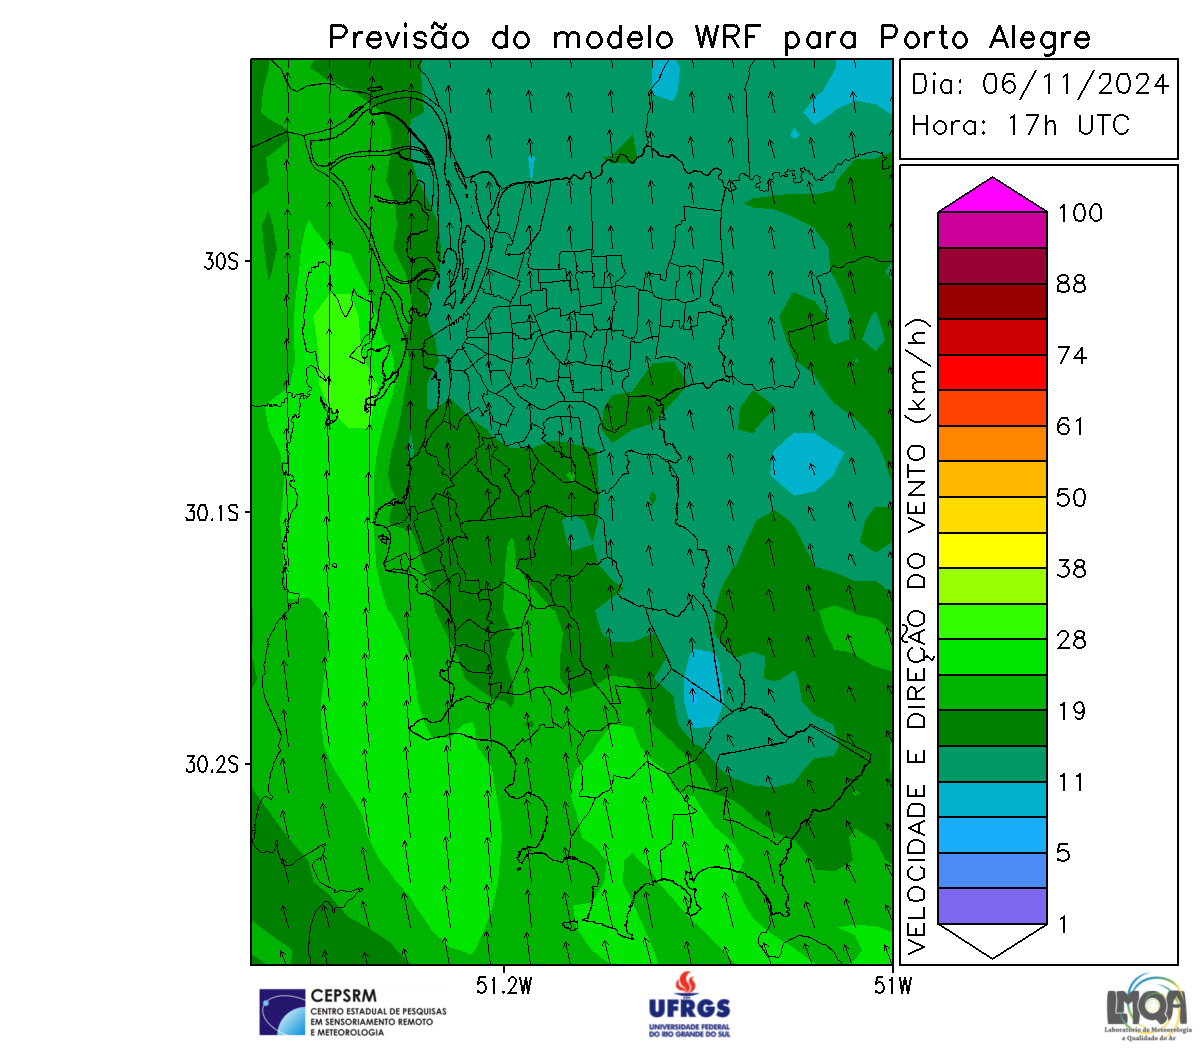 Previsão do modelo WRF para Porto Alegre
Dia: 06/11/2024
Hora: 17h UTC
30S
30.1S
30.2S
51.2W
51W
VELOCIDADE E DIREÇÃO DO VENTO (km/h)
100
88
74
61
50
38
28
19
11
5
1
CEPSRM
CENTRO ESTADUAL DE PESQUISAS
EM SENSORIAMENTO REMOTO
E METEOROLOGIA
UFRGS
UNIVERSIDADE FEDERAL
DO RIO GRANDE DO SUL
LMQA
Laboratório de Meteorologia
e Qualidade do Ar